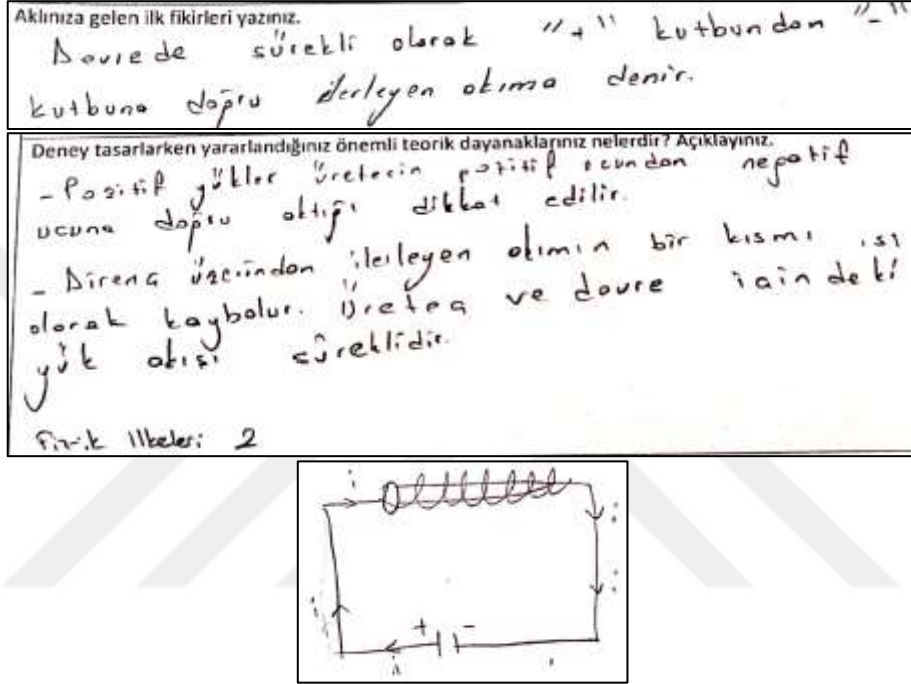 Aklınıza gelen ilk fikirleri yazınız.
Devrede sürekli olarak "+" kutbundan "-"
kutbuna doğru ilerleyen akıma denir.
Deney tasarlarken yararlandığınız önemli teorik dayanaklarınız nelerdir? Açıklayınız.
- Pozitif yükler üretecin pozitif ucundan negatif
ucuna doğru aktığı dikkat edilir.
- Direnç üzerinden ilerleyen akımın bir kısmı ısı
olarak kaybolur. Üreteç ve devre içindeki
yük akışı süreklidir.
Fizik İlkeleri 2
i
i
i
i
+ -
i